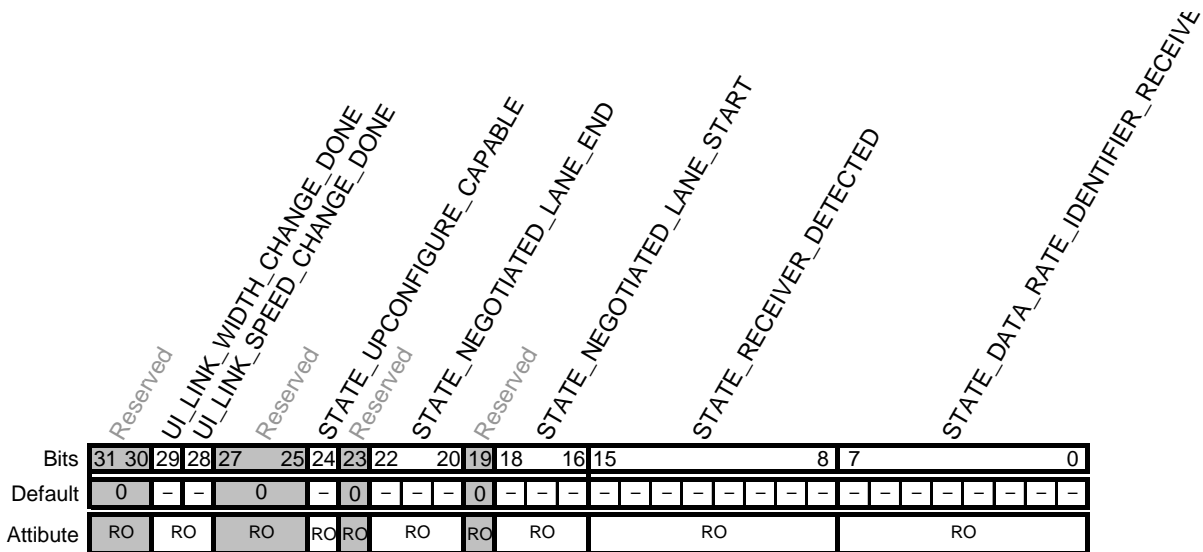 Reserved
UI_LINK_WIDTH_CHANGE_DONE
UI_LINK_SPEED_CHANGE_DONE
Reserved
STATE_UPCONFIGURE_CAPABLE
Reserved
STATE_NEGOTIATED_LANE_END
Reserved
STATE_NEGOTIATED_LANE_START
STATE_RECEIVER_DETECTED
STATE_DATA_RATE_IDENTIFIER_RECEIVE
Bits 31 30 29 28 27 25 24 23 22 20 19 18 16 15 8 7 0
Default 0 – – 0 – 0 – – – 0 – – – – – – – – – – – – – – – – – – –
Attibute RO RO RO RO RO RO RO RO RO RO